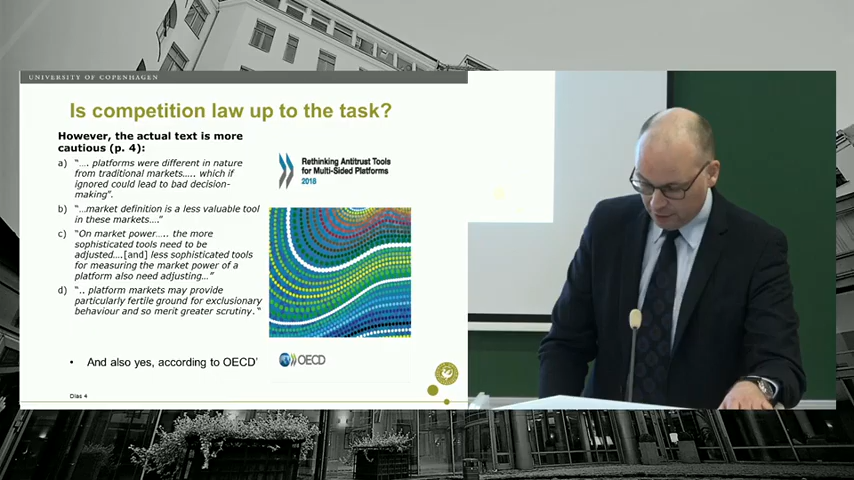 UNIVERSITY OF COPENHAGEN
Is competition law up to the task?
However, the actual text is more
cautious (p. 4):
a) "…. platforms were different in nature
from traditional markets….. which if
ignored could lead to bad decision-
making".
b) "…market definition is a less valuable tool
in these markets…."
c) "On market power….. the more
sophisticated tools need to be
adjusted….[and] less sophisticated tools
for measuring the market power of a
platform also need adjusting…"
d) ".. platform markets may provide
particularly fertile ground for exclusionary
behaviour and so merit greater scrutiny. "
Rethinking Antitrust Tools
for Multi-Sided Platforms
2018
OECD
• And also yes, according to OECD'
Dias 4